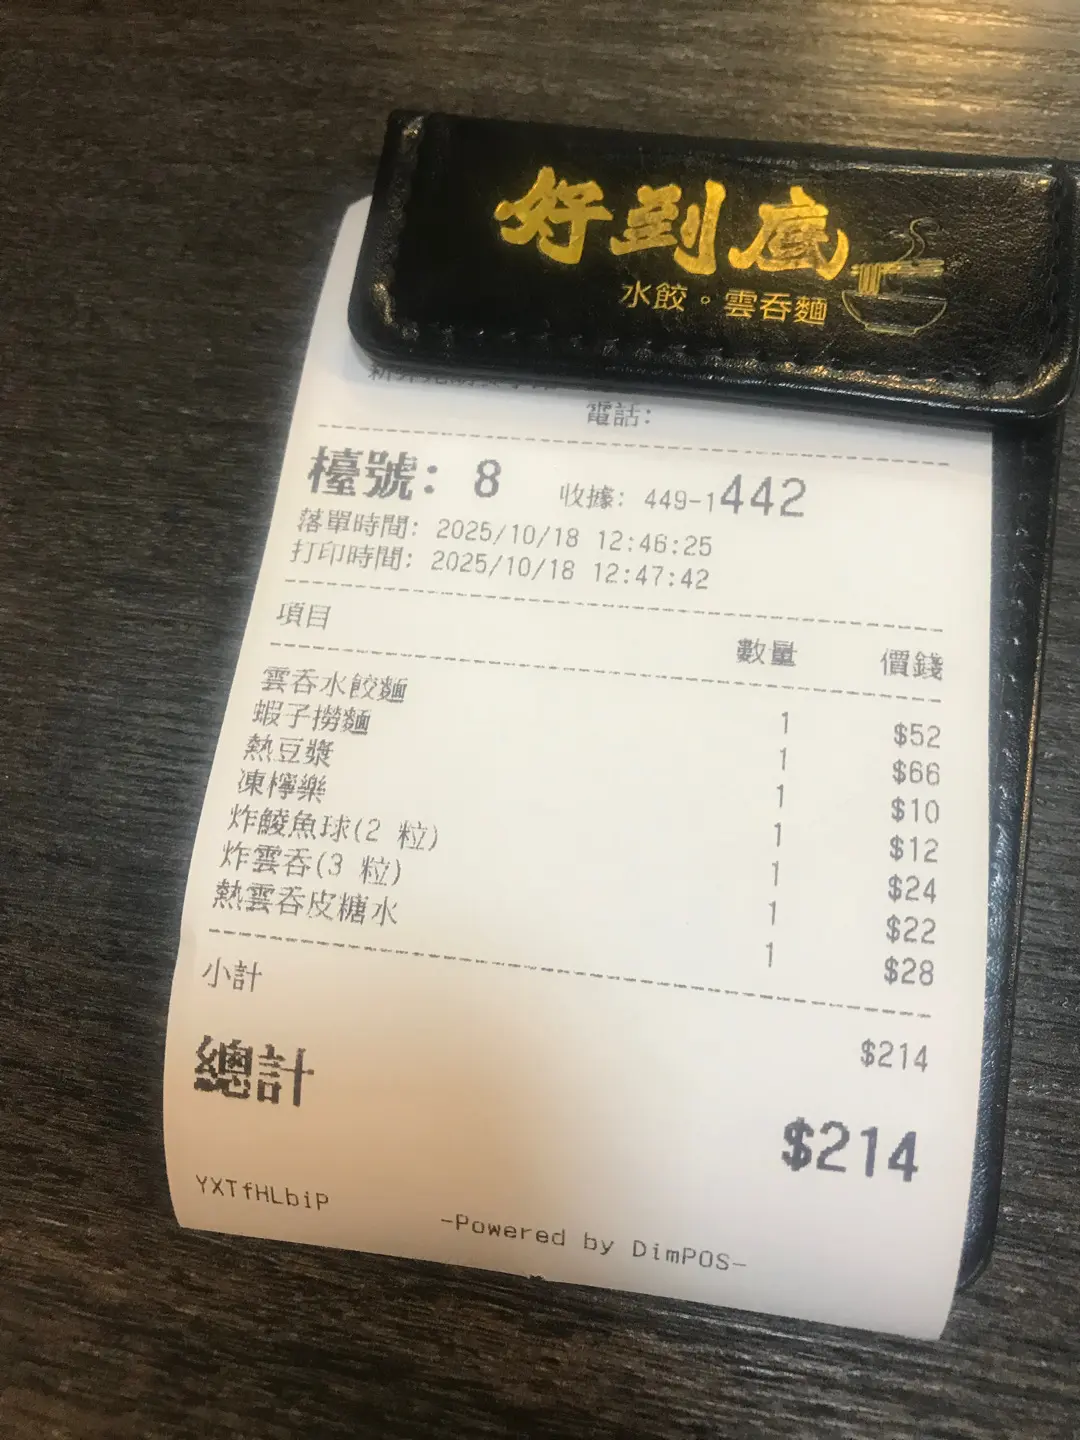 好到底
水餃。雲吞麵
電話:
檯號: 8 收據: 449-1442
落單時間: 2025/10/18 12:46:25
打印時間: 2025/10/18 12:47:42
項目 數量 價錢
雲吞水餃麵 1 $52
蝦子撈麵 1 $66
熱豆漿 1 $10
凍檸樂 1 $12
炸鯪魚球(2 粒) 1 $24
炸雲吞(3 粒) 1 $22
熱雲吞皮糖水 1 $28
小計 $214
總計 $214
YXTfHLbiP
-Powered by DimPOS-